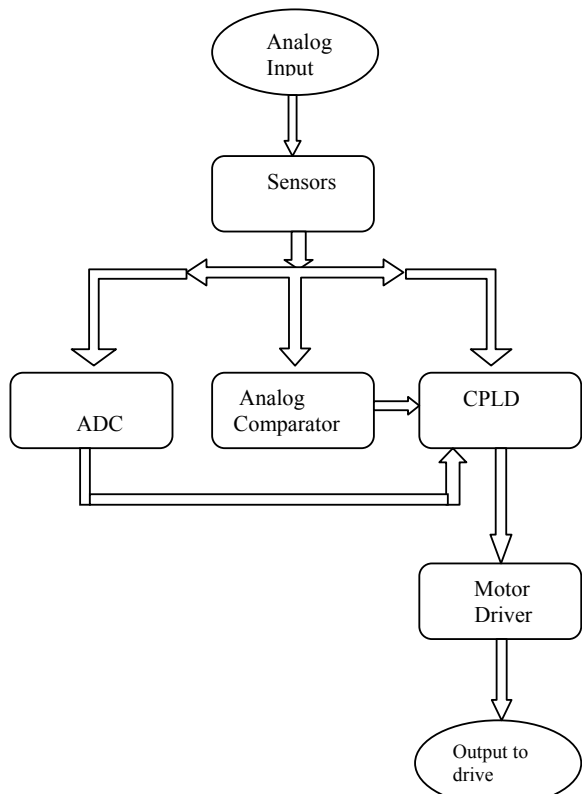 Analog
Input
Sensors
ADC
Analog
Comparator
CPLD
Motor
Driver
Output to
drive